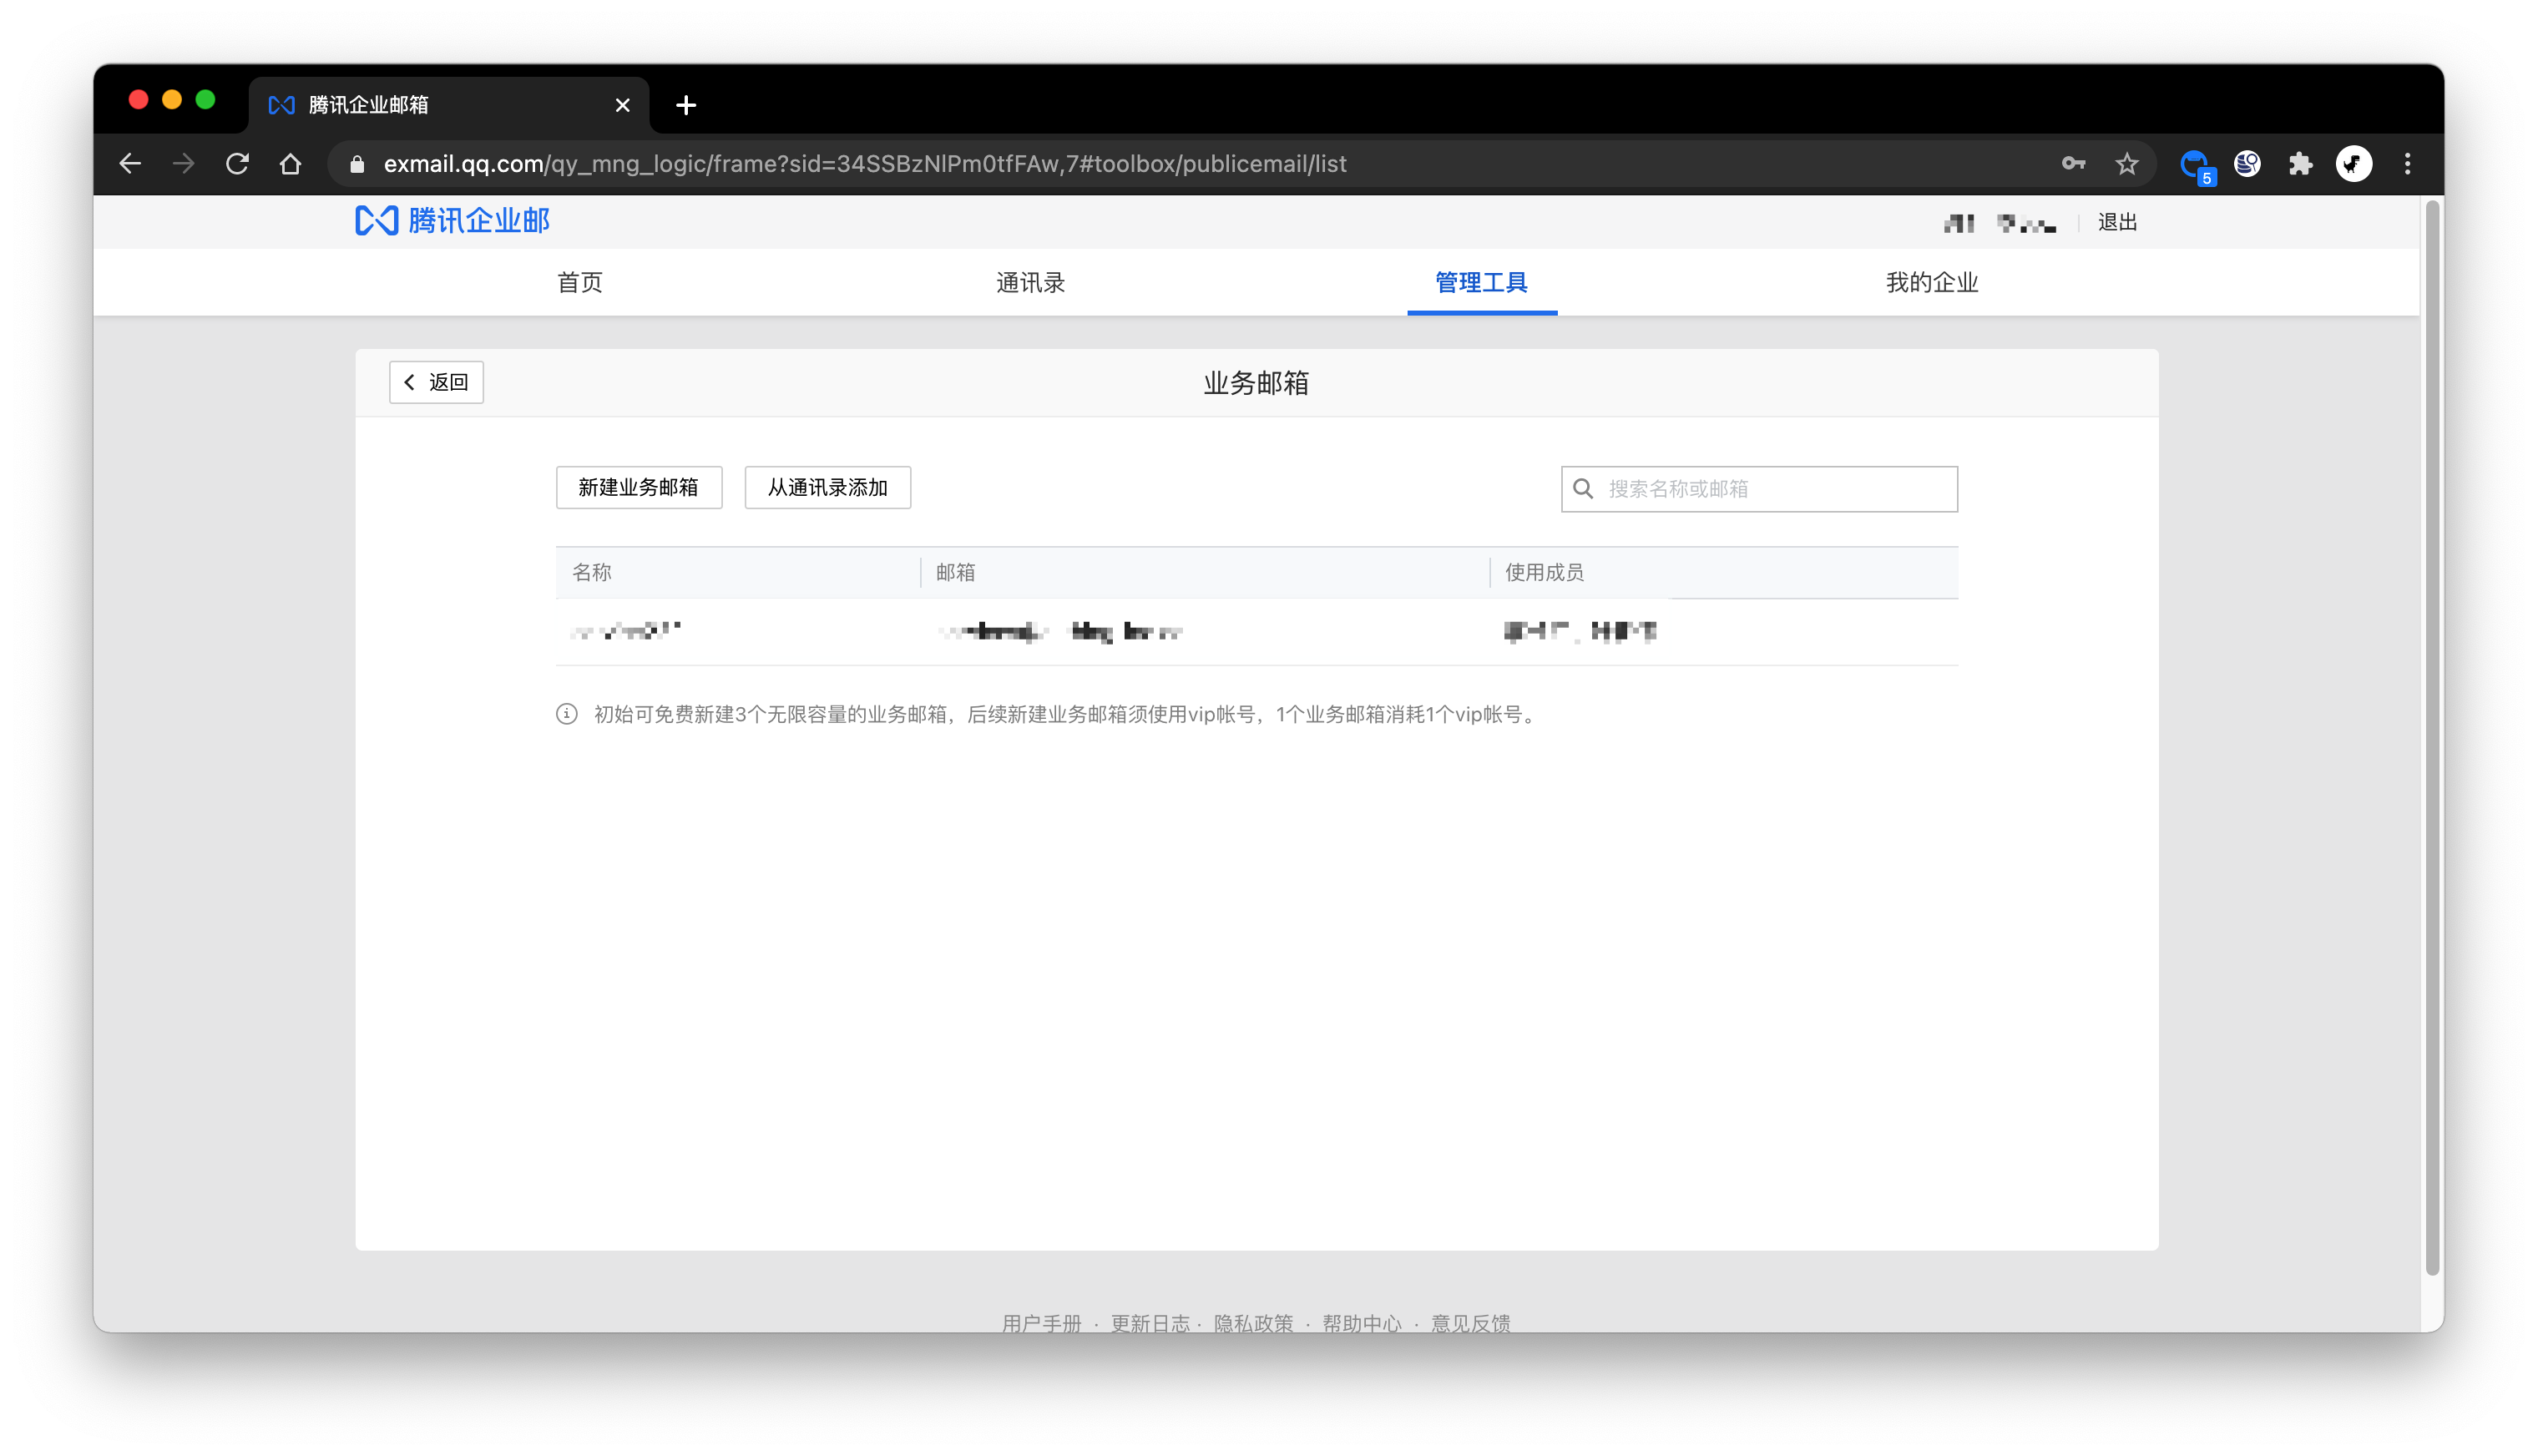 腾讯企业邮箱
exmail.qq.com/qy_mng_logic/frame?sid=34SSBzNlPm0tfFAw,7#toolbox/publicemail/list
5
腾讯企业邮
退出
首页 通讯录 管理工具 我的企业
返回 业务邮箱
新建业务邮箱 从通讯录添加 搜索名称或邮箱
名称 邮箱 使用成员
初始可免费新建3个无限容量的业务邮箱，后续新建业务邮箱须使用vip帐号，1个业务邮箱消耗1个vip帐号。
用户手册 · 更新日志 · 隐私政策 · 帮助中心 · 意见反馈